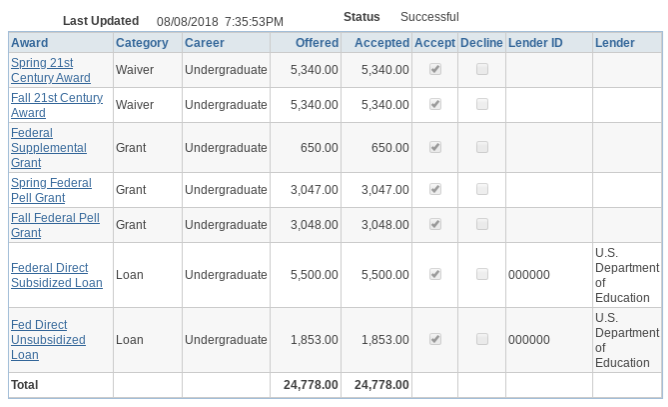 Last Updated 08/08/2018 7:35:53PM Status Successful
Award Category Career Offered Accepted Accept Decline Lender ID Lender
Spring 21st Century Award Waiver Undergraduate 5,340.00 5,340.00
Fall 21st Century Award Waiver Undergraduate 5,340.00 5,340.00
Federal Supplemental Grant Grant Undergraduate 650.00 650.00
Spring Federal Pell Grant Grant Undergraduate 3,047.00 3,047.00
Fall Federal Pell Grant Grant Undergraduate 3,048.00 3,048.00
Federal Direct Subsidized Loan Loan Undergraduate 5,500.00 5,500.00 000000 U.S. Department of Education
Fed Direct Unsubsidized Loan Loan Undergraduate 1,853.00 1,853.00 000000 U.S. Department of Education
Total 24,778.00 24,778.00